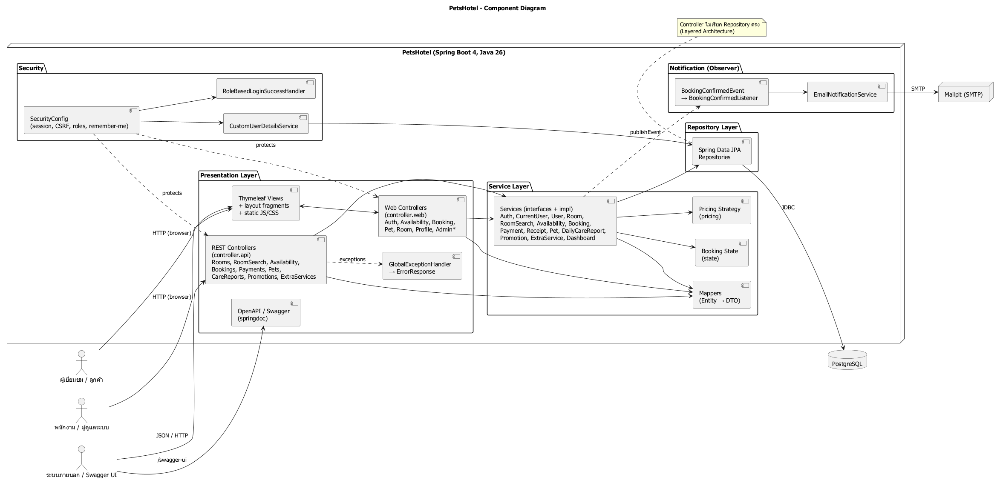 PetsHotel - Component Diagram
Controller ไม่เรียก Repository ตรง
(Layered Architecture)
PetsHotel (Spring Boot 4, Java 26)
Security
RoleBasedLoginSuccessHandler
SecurityConfig
(session, CSRF, roles, remember-me)
CustomUserDetailsService
protects
protects
Notification (Observer)
BookingConfirmedEvent
→ BookingConfirmedListener
EmailNotificationService
SMTP
Mailpit (SMTP)
publishEvent
Repository Layer
Spring Data JPA
Repositories
Presentation Layer
Thymeleaf Views
+ layout fragments
+ static JS/CSS
Web Controllers
(controller.web)
Auth, Availability, Booking,
Pet, Room, Profile, Admin*
REST Controllers
(controller.api)
Rooms, RoomSearch, Availability,
Bookings, Payments, Pets,
CareReports, Promotions, ExtraServices
exceptions
GlobalExceptionHandler
→ ErrorResponse
OpenAPI / Swagger
(springdoc)
Service Layer
Services (interfaces + impl)
Auth, CurrentUser, User, Room,
RoomSearch, Availability, Booking,
Payment, Receipt, Pet, DailyCareReport,
Promotion, ExtraService, Dashboard
Pricing Strategy
(pricing)
Booking State
(state)
Mappers
(Entity → DTO)
JDBC
PostgreSQL
HTTP (browser)
HTTP (browser)
ผู้เยี่ยมชม / ลูกค้า
พนักงาน / ผู้ดูแลระบบ
JSON / HTTP
/swagger-ui
ระบบภายนอก / Swagger UI